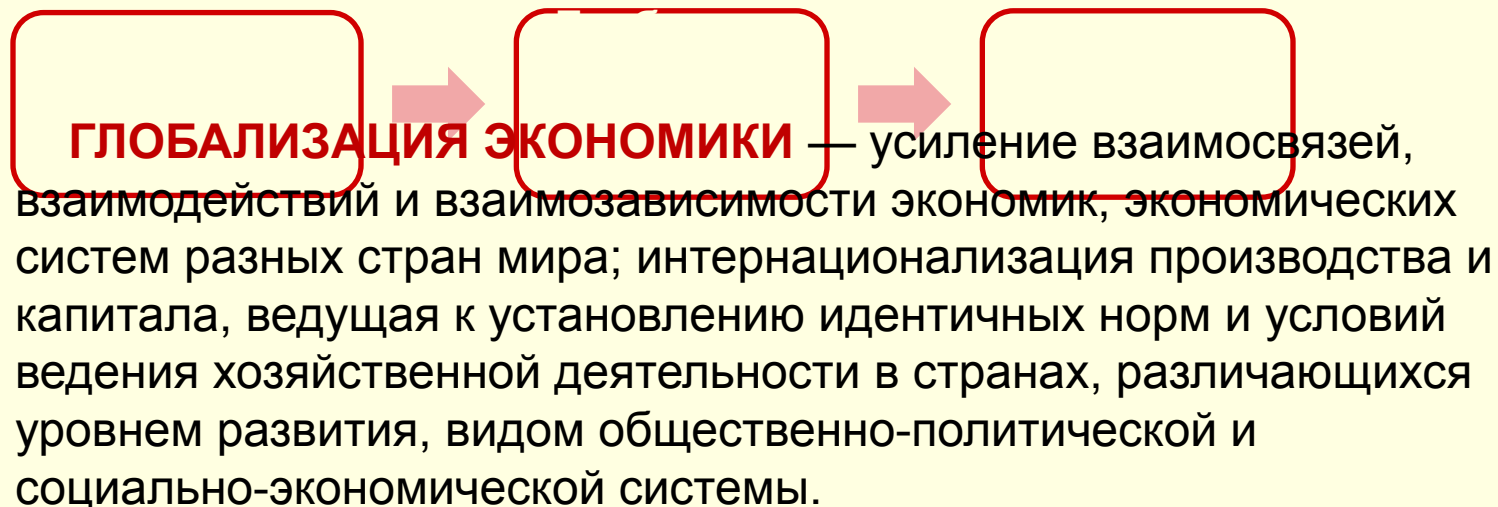 ГЛОБАЛИЗАЦИЯ ЭКОНОМИКИ — усиление взаимосвязей,
взаимодействий и взаимозависимости экономик, экономических
систем разных стран мира; интернационализация производства и
капитала, ведущая к установлению идентичных норм и условий
ведения хозяйственной деятельности в странах, различающихся
уровнем развития, видом общественно-политической и
социально-экономической системы.